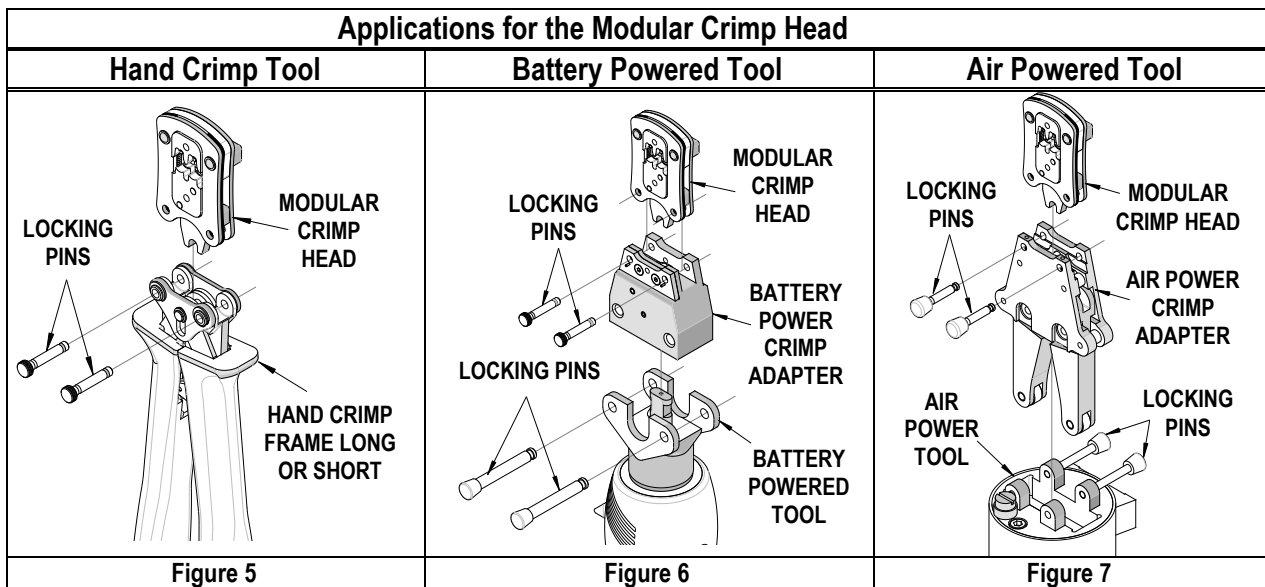 Applications for the Modular Crimp Head
Hand Crimp Tool
Battery Powered Tool
Air Powered Tool
LOCKING
PINS
MODULAR
CRIMP
HEAD
HAND CRIMP
FRAME LONG
OR SHORT
LOCKING
PINS
MODULAR
CRIMP
HEAD
BATTERY
POWER
CRIMP
ADAPTER
LOCKING PINS
BATTERY
POWERED
TOOL
LOCKING
PINS
MODULAR
CRIMP HEAD
AIR POWER
CRIMP
ADAPTER
AIR
POWER
TOOL
LOCKING
PINS
Figure 5
Figure 6
Figure 7